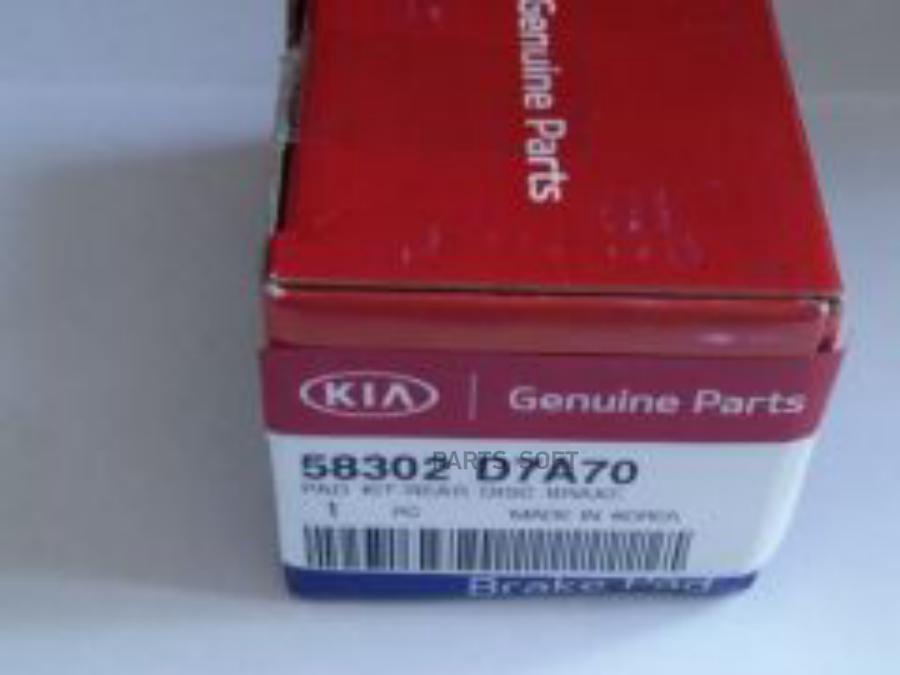 Genuine Parts
KIA Genuine Parts
PARTS SOFT
58302 D7A70
PAD KIT-REAR DISC BRAKE
1 PC MADE IN KOREA
Brake Pad